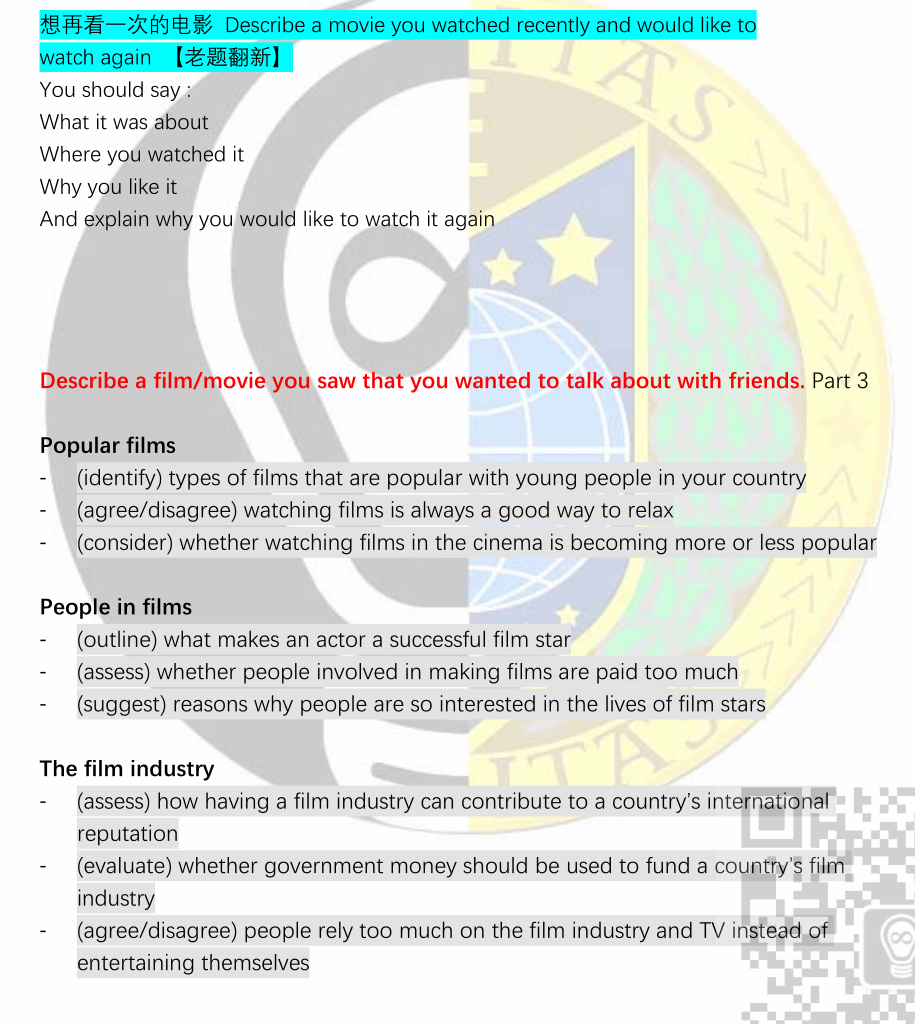 想再看一次的电影 Describe a movie you watched recently and would like to
watch again 【老题翻新】
You should say :
What it was about
Where you watched it
Why you like it
And explain why you would like to watch it again
Describe a film/movie you saw that you wanted to talk about with friends. Part 3
Popular films
- (identify) types of films that are popular with young people in your country
- (agree/disagree) watching films is always a good way to relax
- (consider) whether watching films in the cinema is becoming more or less popular
People in films
- (outline) what makes an actor a successful film star
- (assess) whether people involved in making films are paid too much
- (suggest) reasons why people are so interested in the lives of film stars
The film industry
- (assess) how having a film industry can contribute to a country’s international
reputation
- (evaluate) whether government money should be used to fund a country’s film
industry
- (agree/disagree) people rely too much on the film industry and TV instead of
entertaining themselves